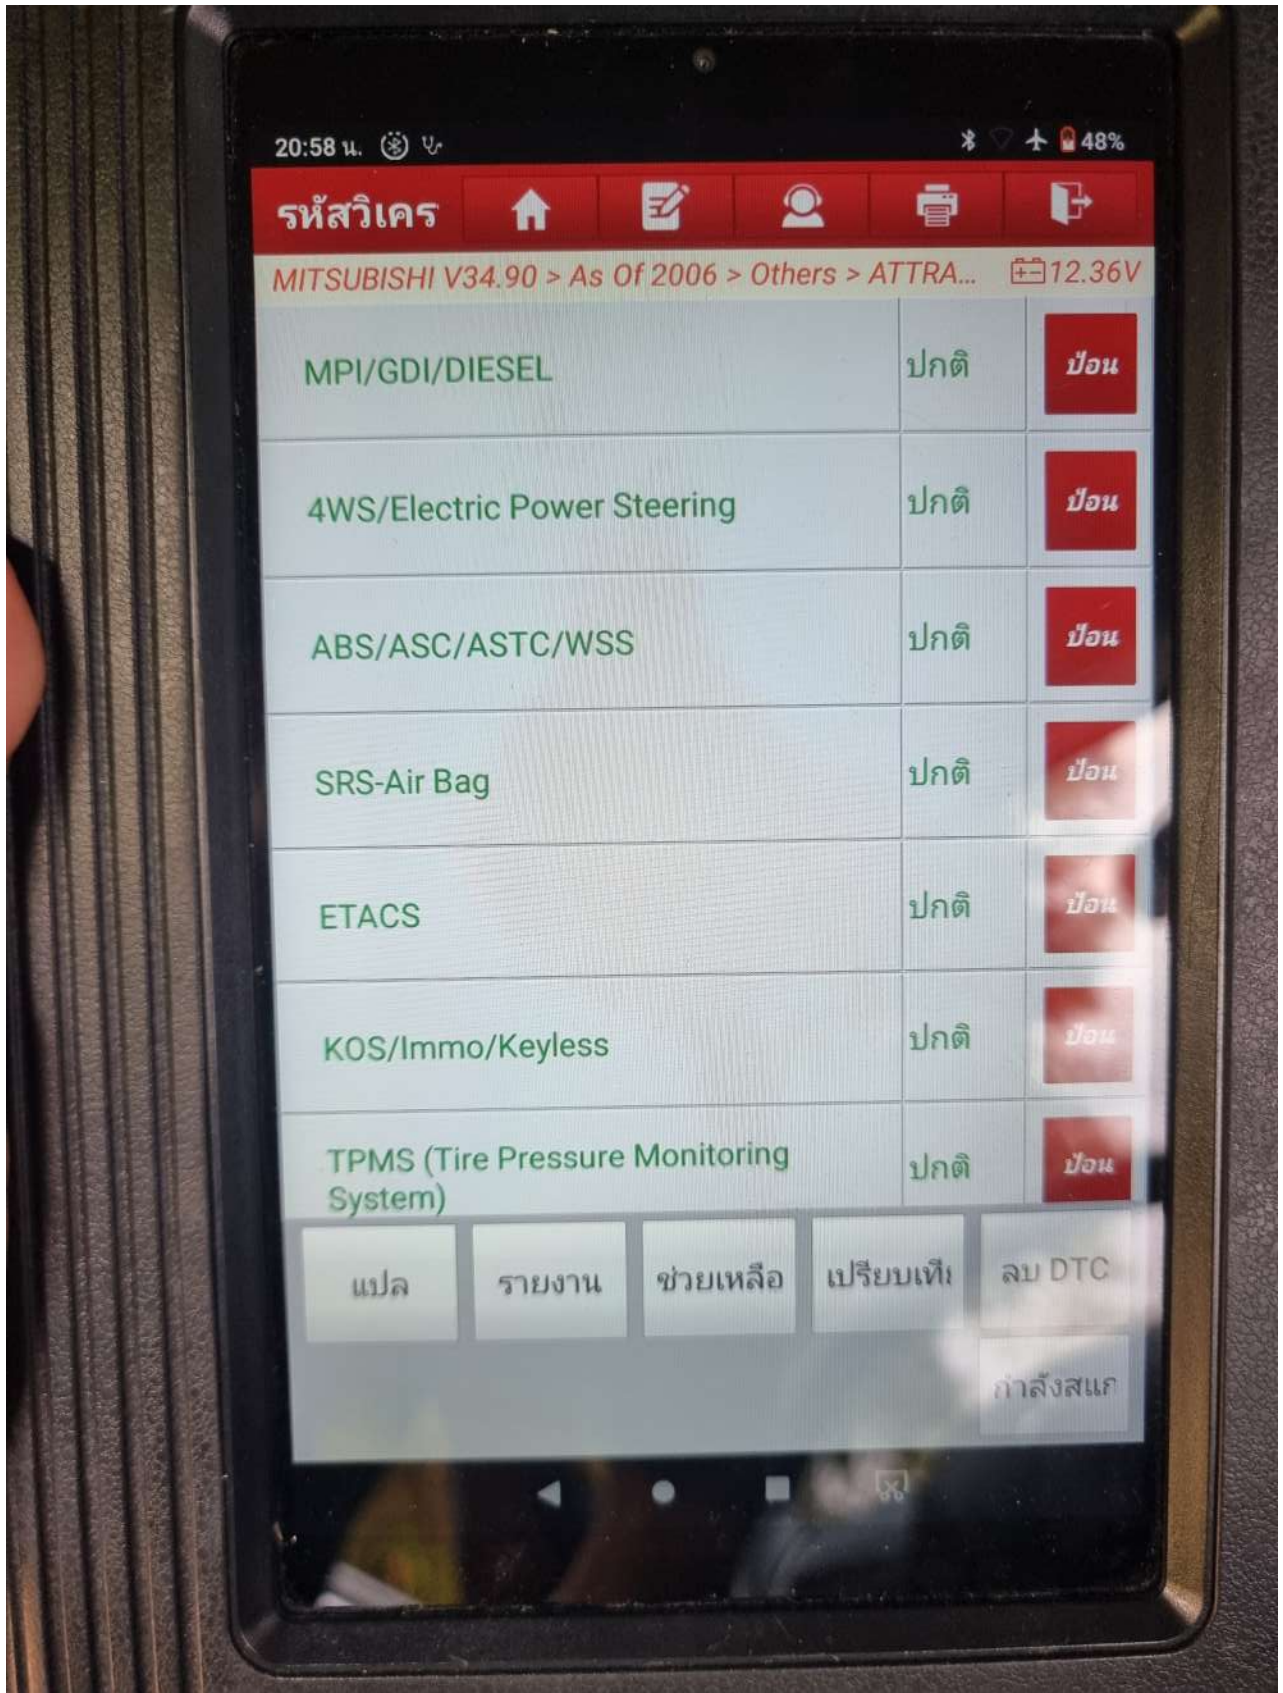 20:58 น. 48%
รหัสวิเคร
MITSUBISHI V34.90 > As Of 2006 > Others > ATTRA... 12.36V
MPI/GDI/DIESEL ปกติ ป้อน
4WS/Electric Power Steering ปกติ ป้อน
ABS/ASC/ASTC/WSS ปกติ ป้อน
SRS-Air Bag ปกติ ป้อน
ETACS ปกติ ป้อน
KOS/Immo/Keyless ปกติ ป้อน
TPMS (Tire Pressure Monitoring
System) ปกติ ป้อน
แปล รายงาน ช่วยเหลือ เปรียบเที ลบ DTC
กำลังสแก